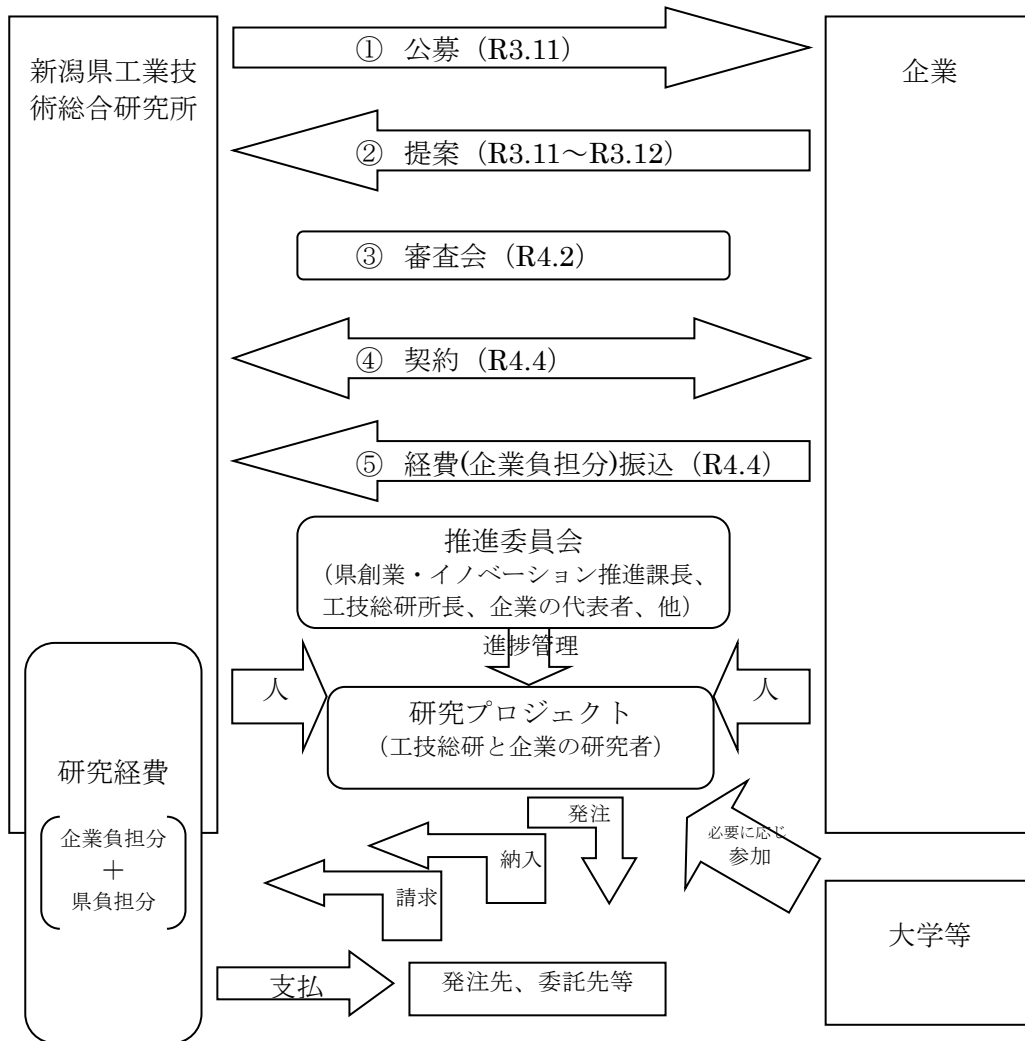 新潟県工業技
術総合研究所
① 公募（R3.11）
企業
② 提案（R3.11～R3.12）
③ 審査会（R4.2）
④ 契約（R4.4）
⑤ 経費(企業負担分)振込（R4.4）
推進委員会
（県創業・イノベーション推進課長、
工技総研所長、企業の代表者、他）
進捗管理
人
人
研究プロジェクト
（工技総研と企業の研究者）
研究経費
企業負担分
＋
県負担分
発注
納入
請求
必要に応じ
参加
大学等
支払
発注先、委託先等